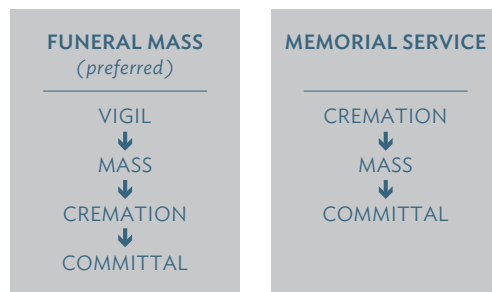 FUNERAL MASS
(preferred)
VIGIL
MASS
CREMATION
COMMITTAL
MEMORIAL SERVICE
CREMATION
MASS
COMMITTAL